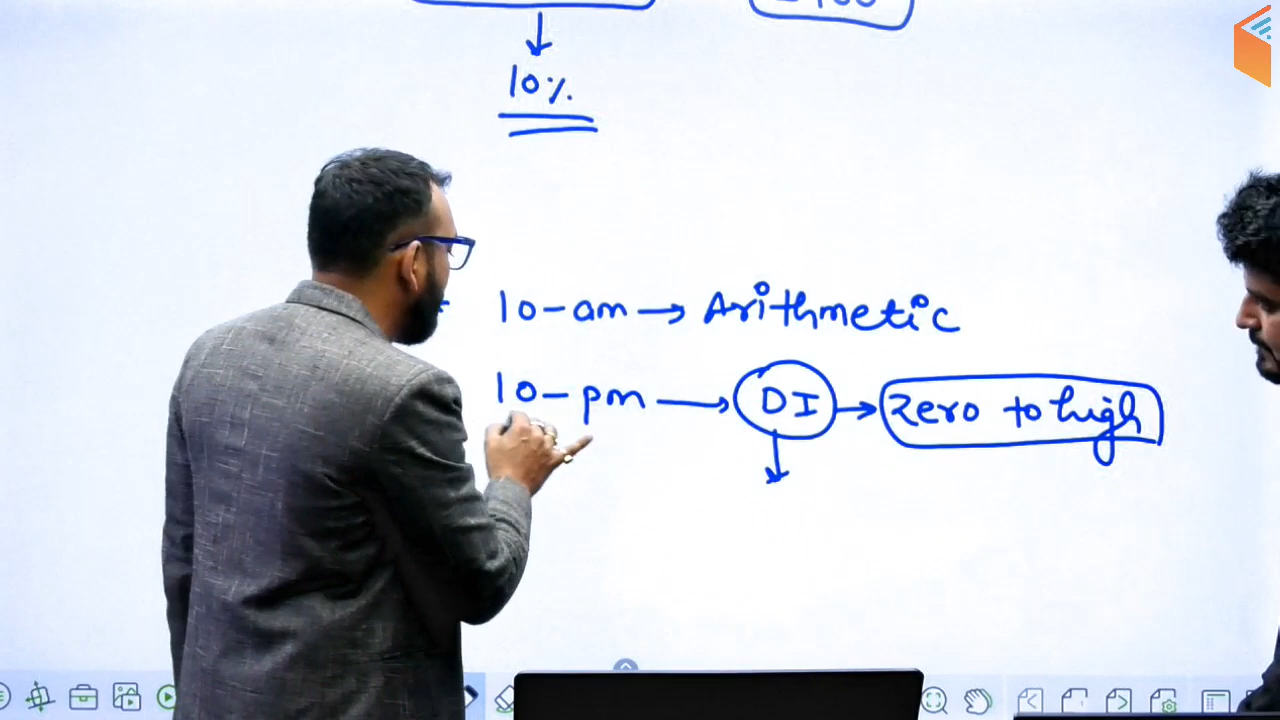 10%
10-am → Arithmetic
10-pm → DI → Zero to high